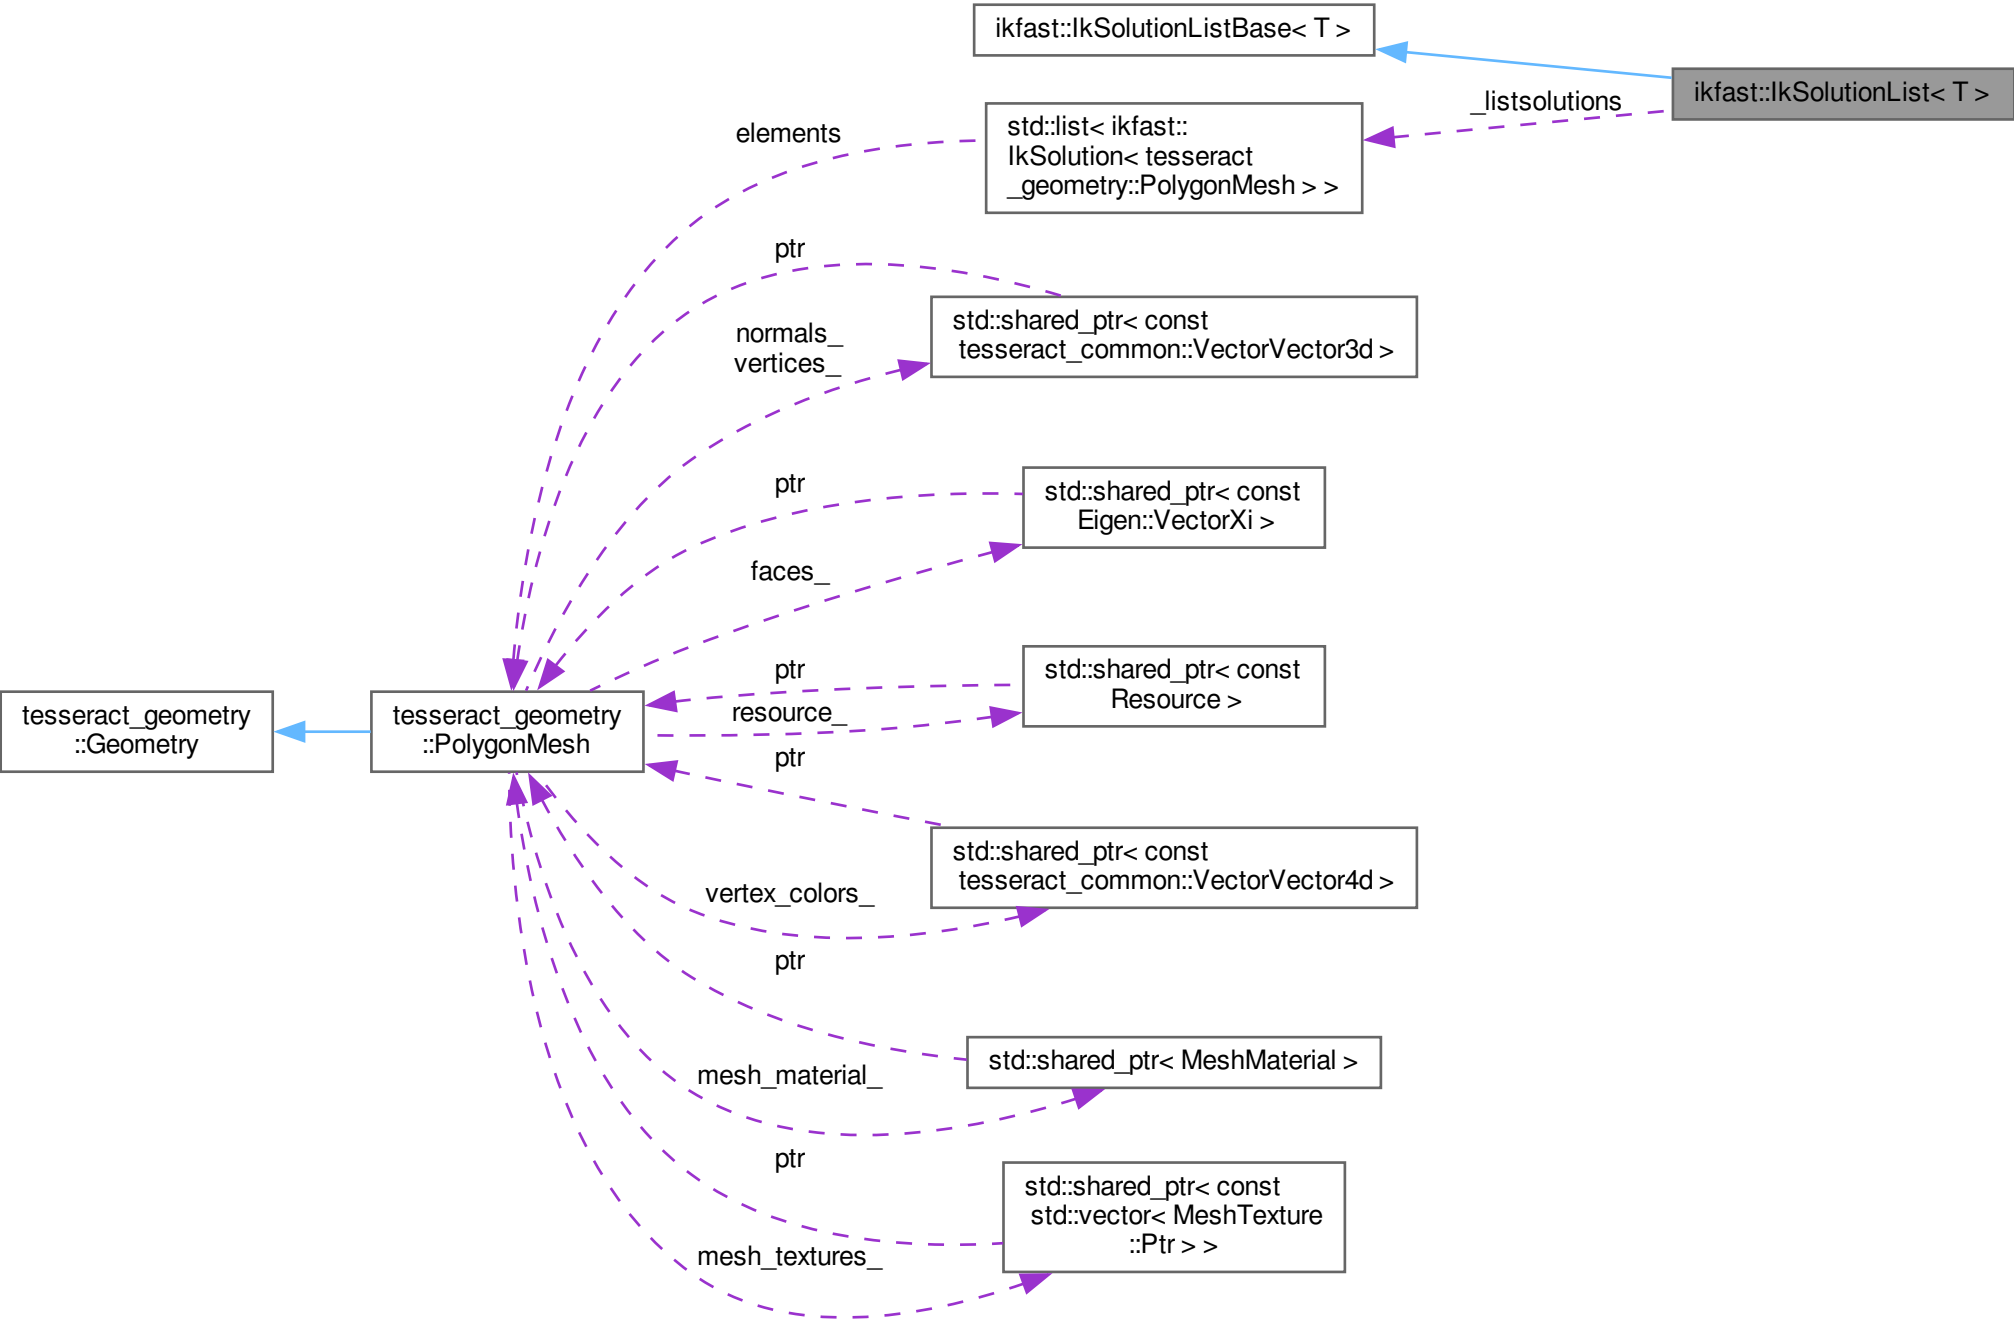 ikfast::IkSolutionListBase< T >
ikfast::IkSolutionList< T >
_listsolutions
std::list< ikfast::
IkSolution< tesseract
_geometry::PolygonMesh > >
elements
ptr
std::shared_ptr< const
tesseract_common::VectorVector3d >
normals_
vertices_
ptr
std::shared_ptr< const
Eigen::VectorXi >
faces_
ptr
std::shared_ptr< const
Resource >
resource_
tesseract_geometry
::Geometry
tesseract_geometry
::PolygonMesh
ptr
std::shared_ptr< const
tesseract_common::VectorVector4d >
vertex_colors_
ptr
std::shared_ptr< MeshMaterial >
mesh_material_
ptr
std::shared_ptr< const
std::vector< MeshTexture
::Ptr > >
mesh_textures_